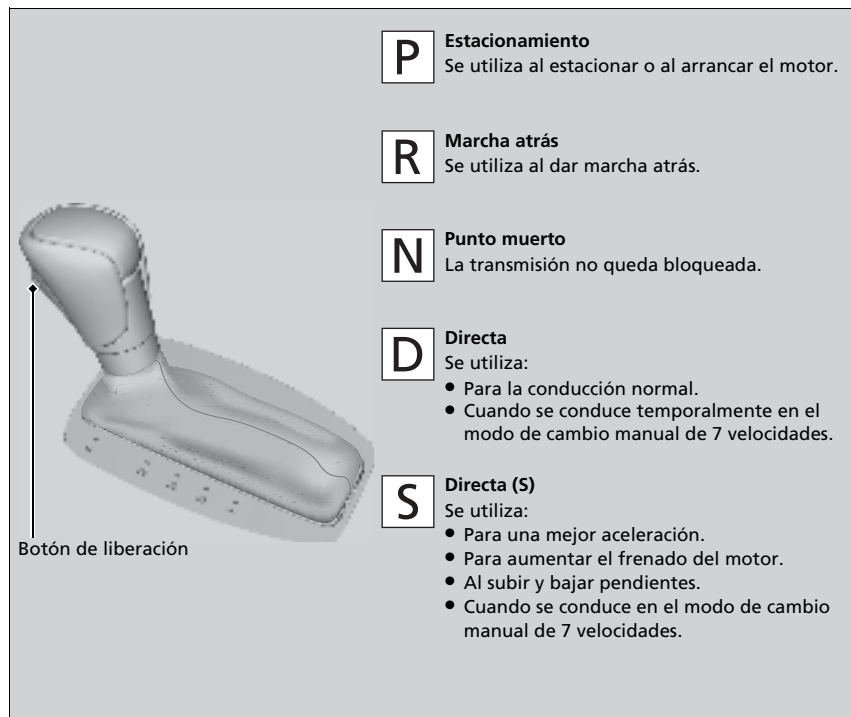 P
Estacionamiento
Se utiliza al estacionar o al arrancar el motor.
R
Marcha atrás
Se utiliza al dar marcha atrás.
N
Punto muerto
La transmisión no queda bloqueada.
D
Directa
Se utiliza:
● Para la conducción normal.
● Cuando se conduce temporalmente en el
modo de cambio manual de 7 velocidades.
S
Directa (S)
Se utiliza:
● Para una mejor aceleración.
● Para aumentar el frenado del motor.
● Al subir y bajar pendientes.
● Cuando se conduce en el modo de cambio
manual de 7 velocidades.
Botón de liberación